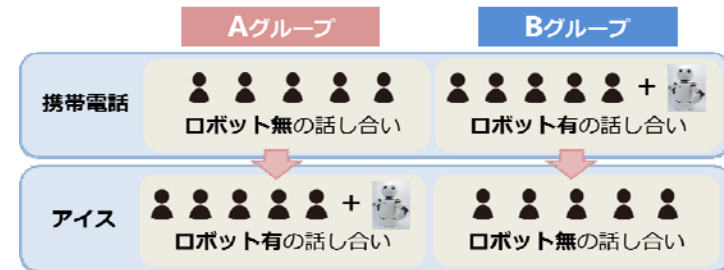 Aグループ
Bグループ
携帯電話
ロボット無の話し合い
+
ロボット有の話し合い
アイス
+
ロボット有の話し合い
ロボット無の話し合い